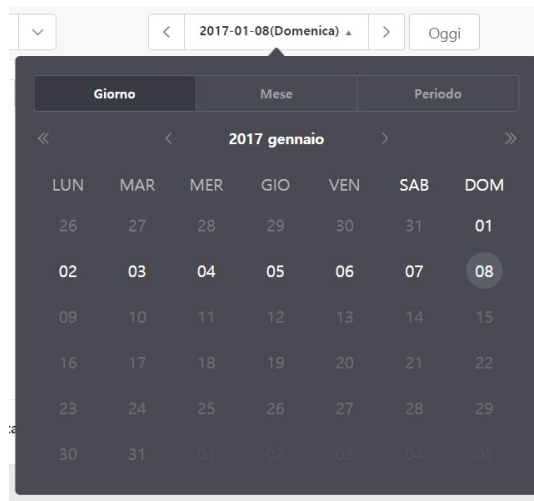 2017-01-08(Domenica) ▲ Oggi
Giorno Mese Periodo
« < 2017 gennaio > »
LUN MAR MER GIO VEN SAB DOM
26 27 28 29 30 31 01
02 03 04 05 06 07 08
09 10 11 12 13 14 15
16 17 18 19 20 21 22
23 24 25 26 27 28 29
30 31 01 02 03 04 05